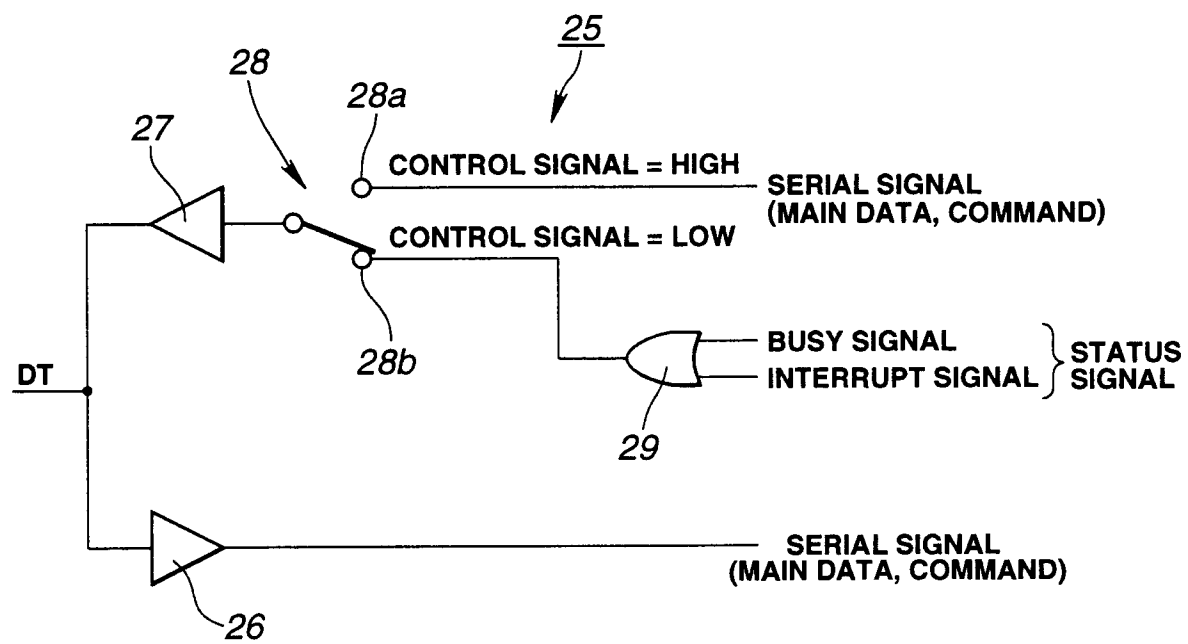 25
28
28a
27
CONTROL SIGNAL = HIGH
SERIAL SIGNAL
(MAIN DATA, COMMAND)
CONTROL SIGNAL = LOW
28b
BUSY SIGNAL
INTERRUPT SIGNAL
STATUS
SIGNAL
DT
29
SERIAL SIGNAL
(MAIN DATA, COMMAND)
26